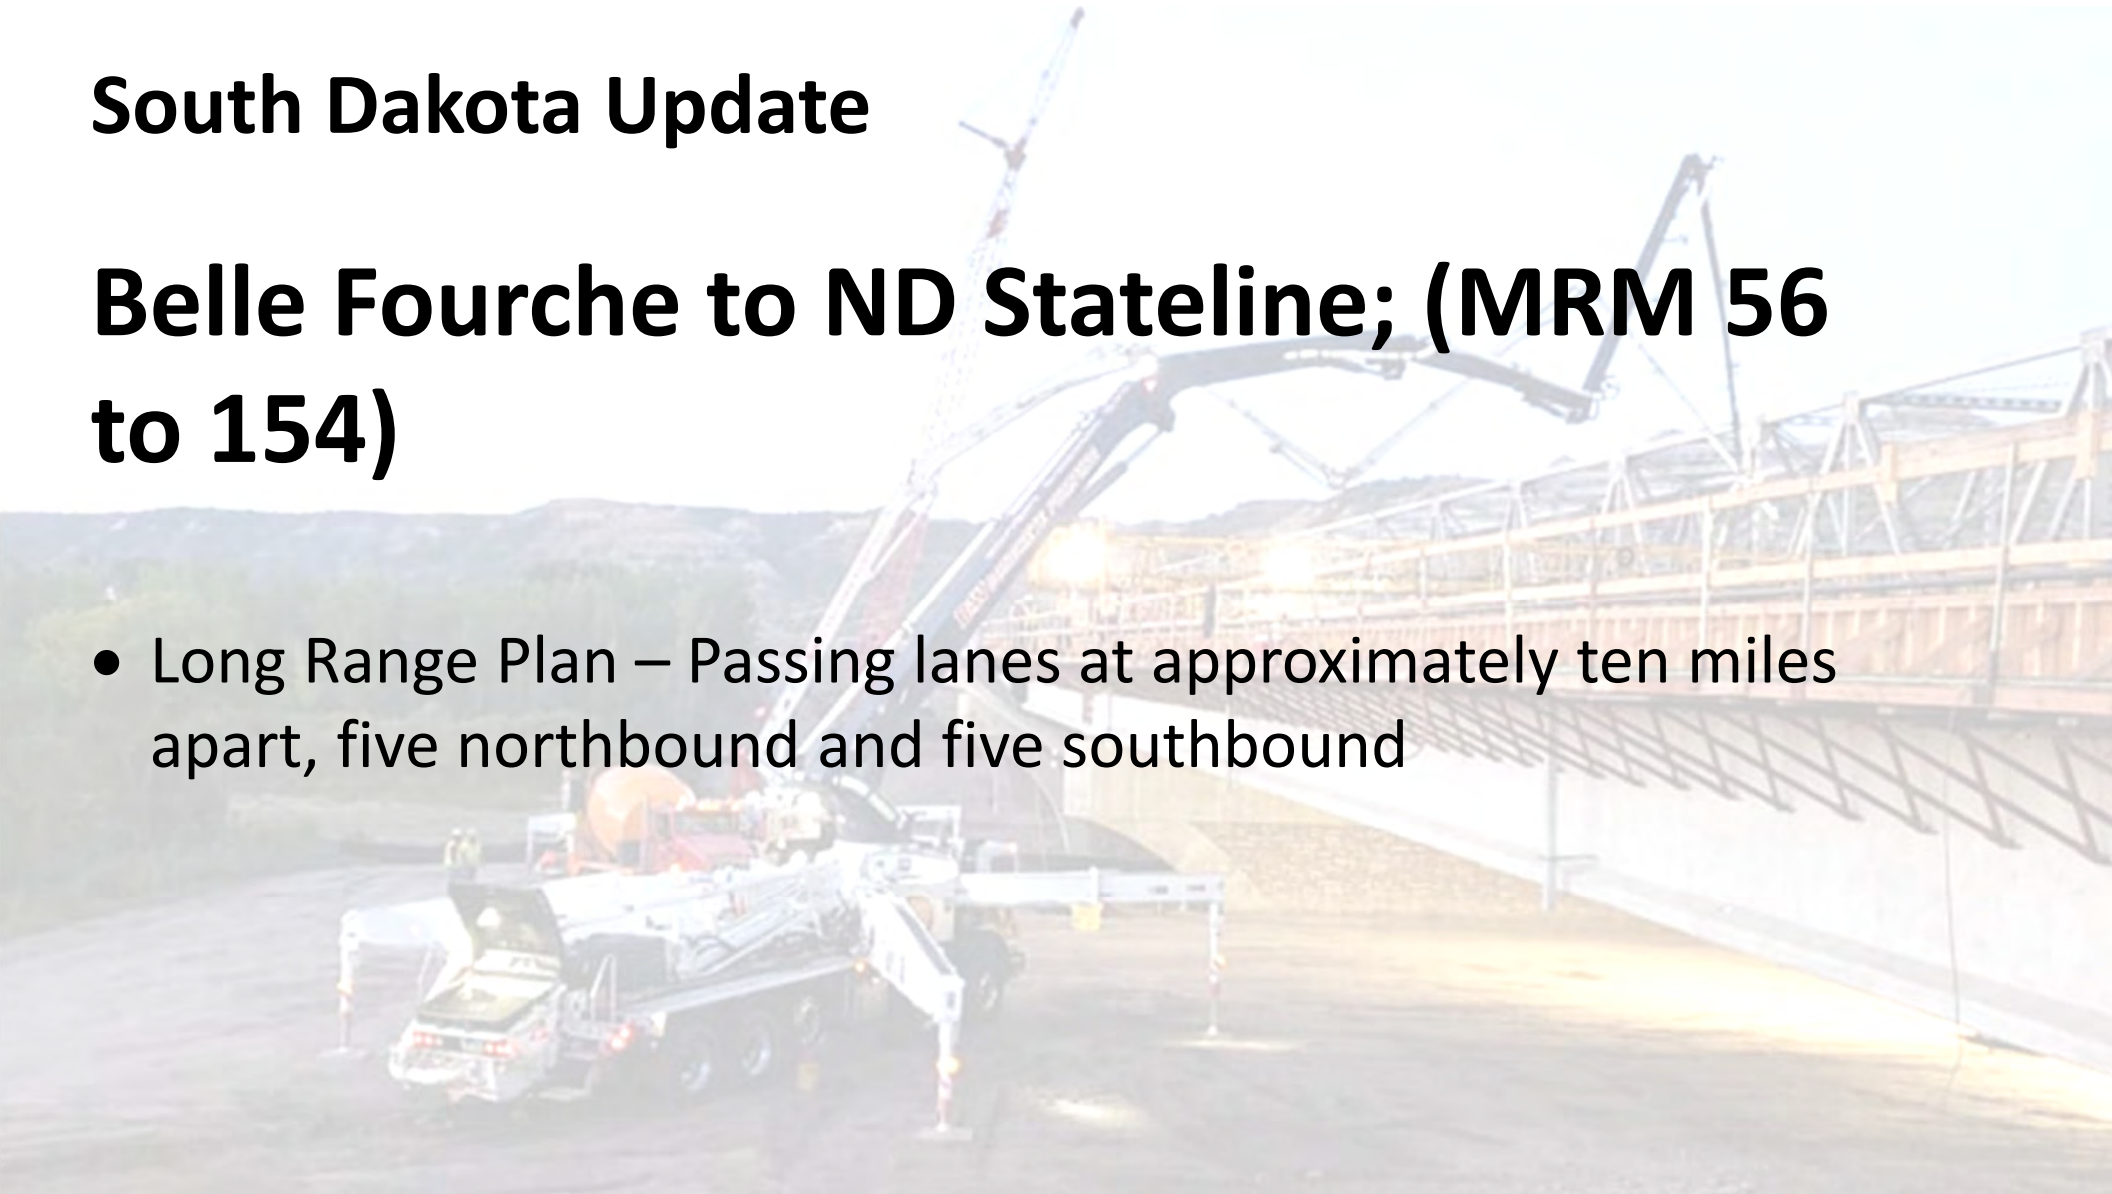 South Dakota Update
Belle Fourche to ND Stateline; (MRM 56
to 154)
• Long Range Plan – Passing lanes at approximately ten miles
apart, five northbound and five southbound